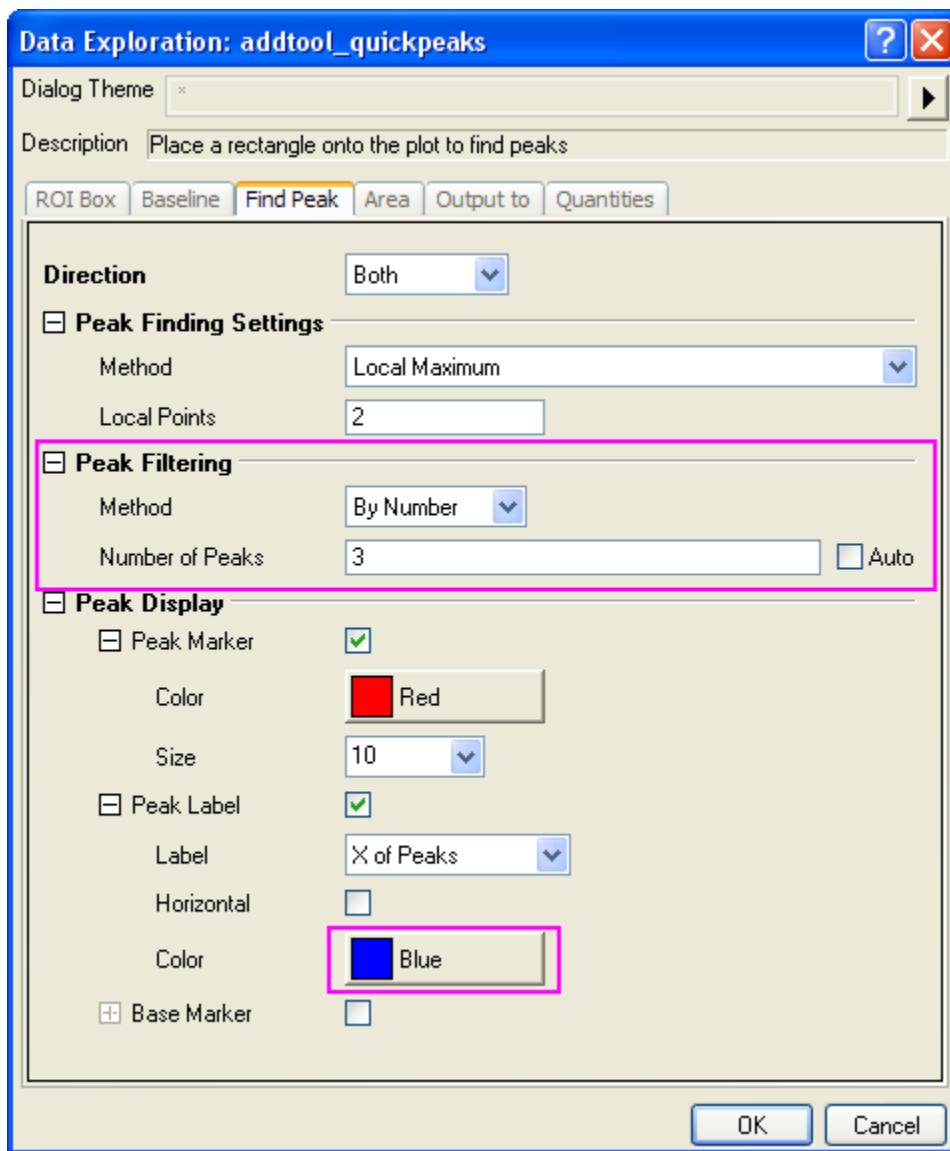 Data Exploration: addtool_quickpeaks
Dialog Theme *
Description Place a rectangle onto the plot to find peaks
ROI Box Baseline Find Peak Area Output to Quantities
Direction Both
Peak Finding Settings
Method Local Maximum
Local Points 2
Peak Filtering
Method By Number
Number of Peaks 3 Auto
Peak Display
Peak Marker
Color Red
Size 10
Peak Label
Label X of Peaks
Horizontal
Color Blue
Base Marker
OK Cancel